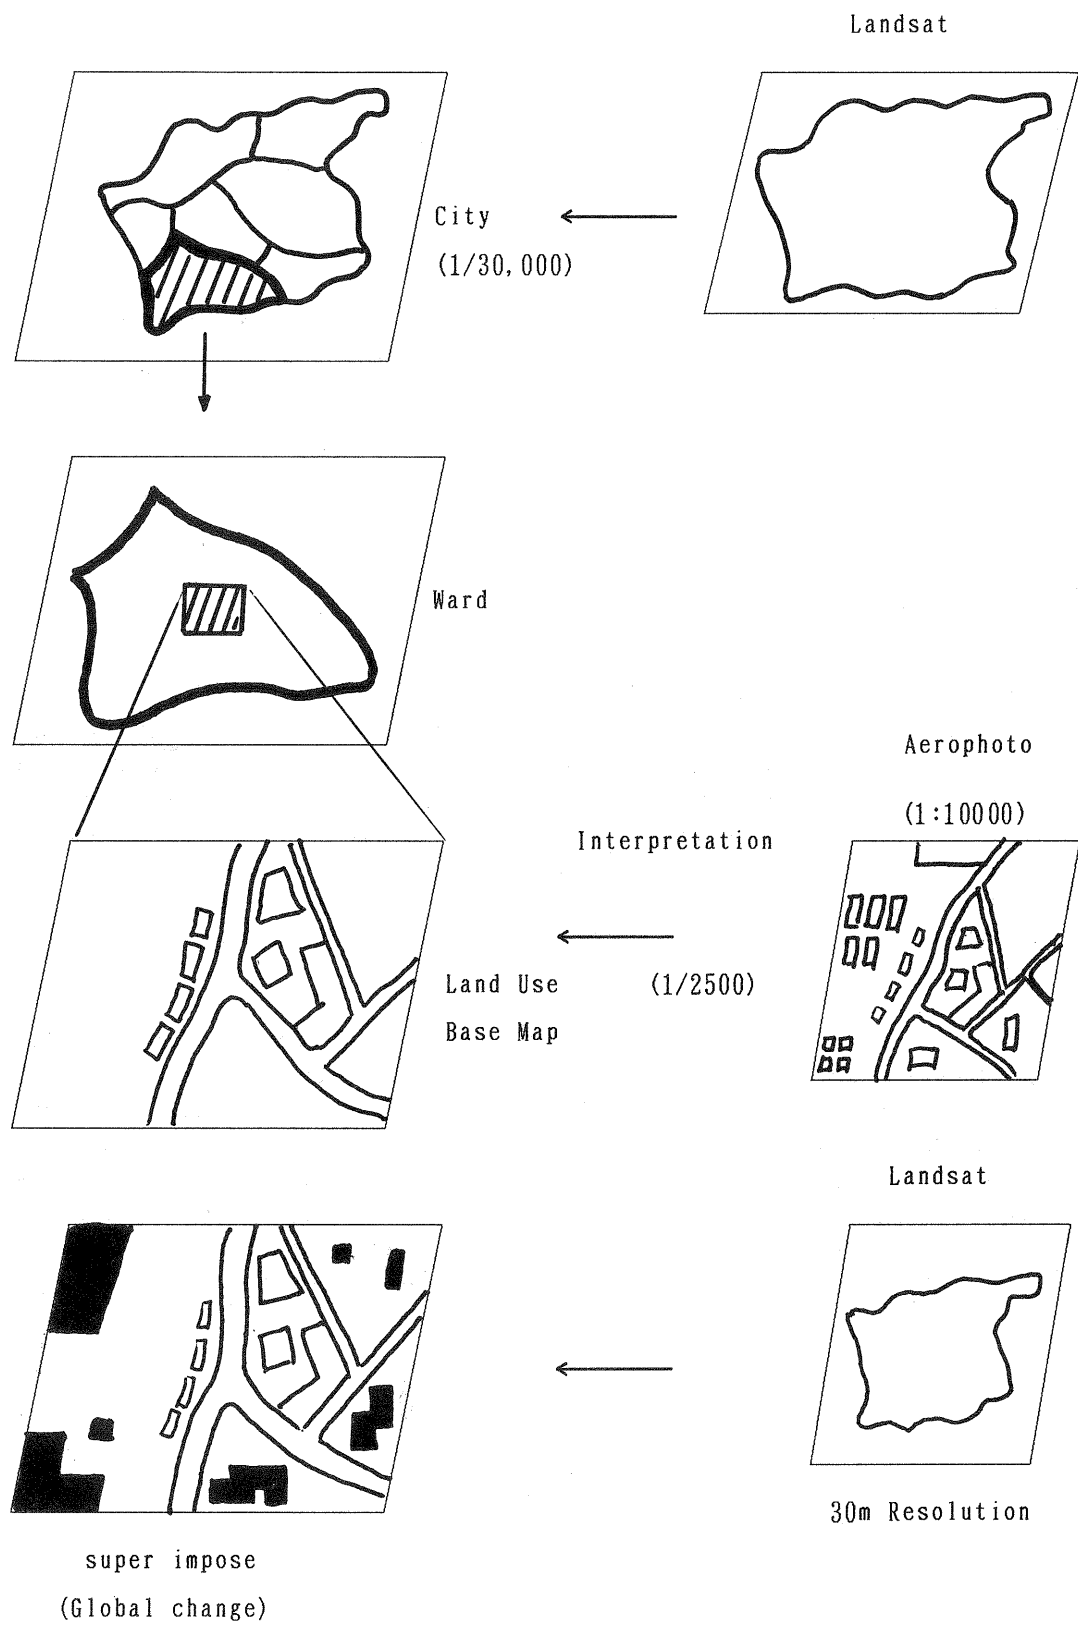 Landsat
City
(1/30,000)
Ward
Aerophoto
(1:10000)
Interpretation
Land Use
(1/2500)
Base Map
Landsat
30m Resolution
super impose
(Global change)